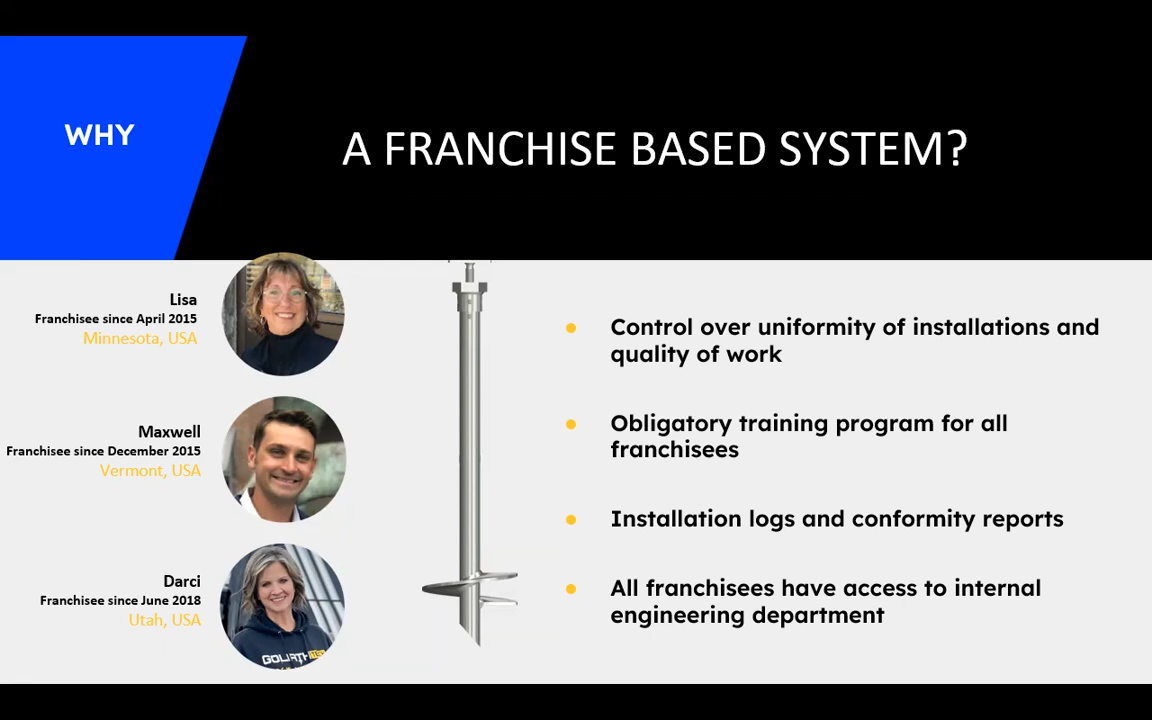 WHY
A FRANCHISE BASED SYSTEM?
Lisa
Franchisee since April 2015
Minnesota, USA
Maxwell
Franchisee since December 2015
Vermont, USA
Darci
Franchisee since June 2018
Utah, USA
GOLIATH
● Control over uniformity of installations and
quality of work
● Obligatory training program for all
franchisees
● Installation logs and conformity reports
● All franchisees have access to internal
engineering department